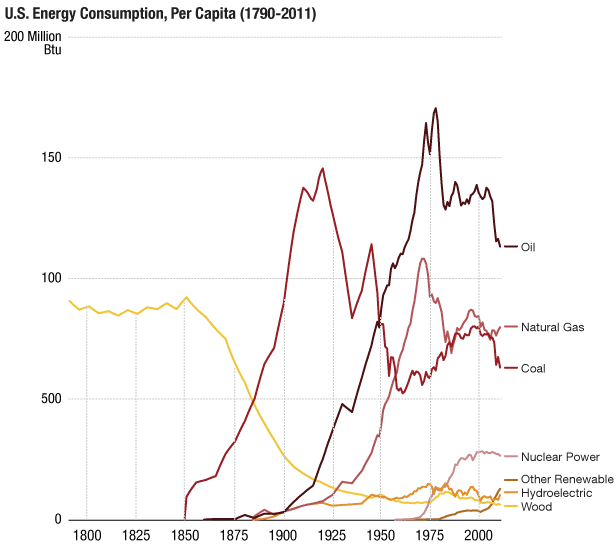 U.S. Energy Consumption, Per Capita (1790-2011)
200 Million
Btu
150
100
500
0
Oil
Natural Gas
Coal
Nuclear Power
Other Renewable
Hydroelectric
Wood
1800 1825 1850 1875 1900 1925 1950 1975 2000